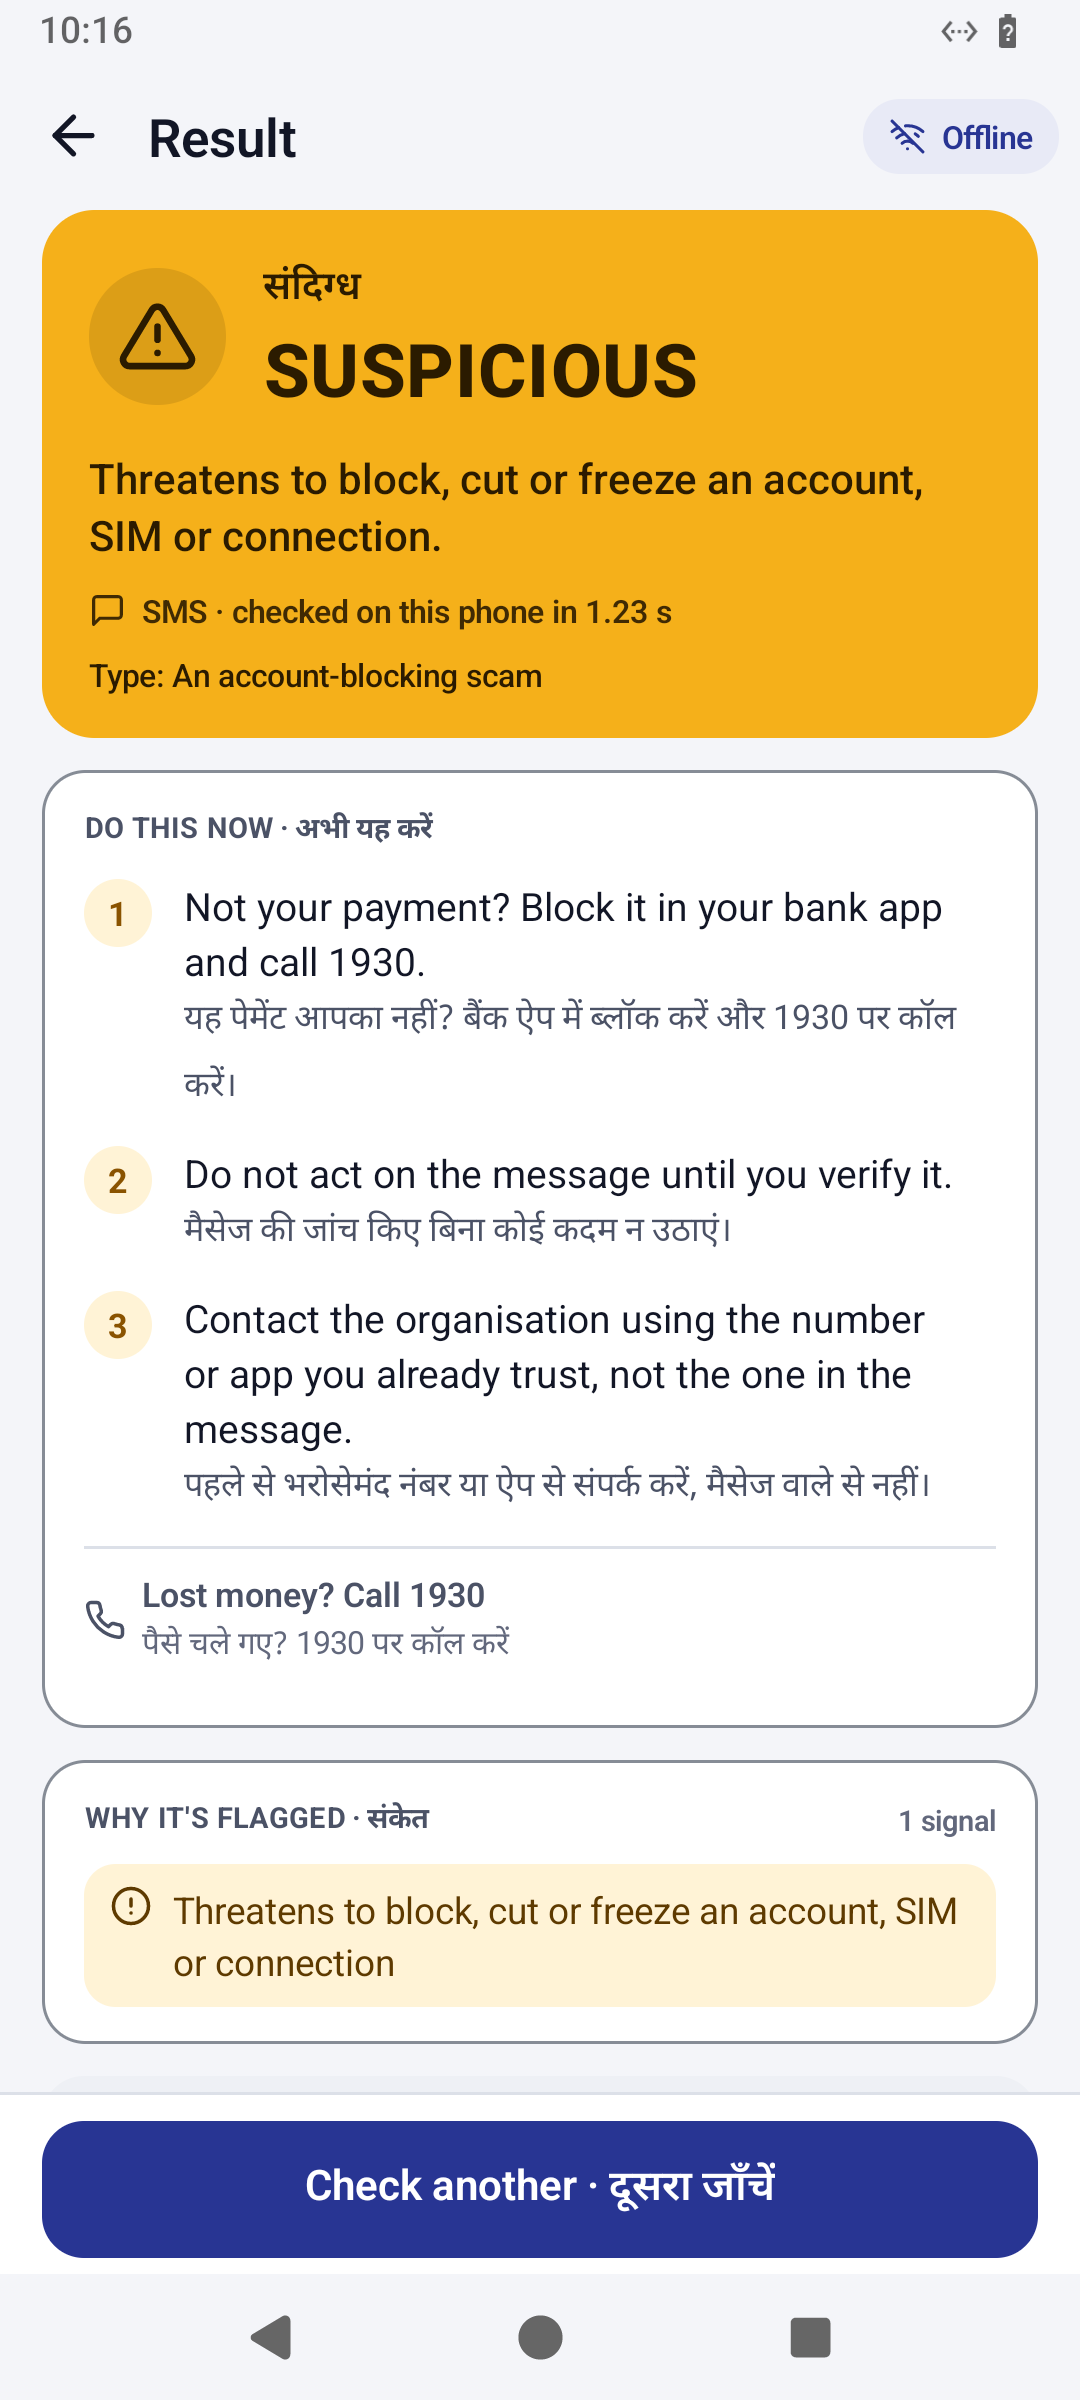 10:16
Result
Offline
संदिग्ध
SUSPICIOUS
Threatens to block, cut or freeze an account,
SIM or connection.
SMS · checked on this phone in 1.23 s
Type: An account-blocking scam
DO THIS NOW · अभी यह करें
1
Not your payment? Block it in your bank app
and call 1930.
यह पेमेंट आपका नहीं? बैंक ऐप में ब्लॉक करें और 1930 पर कॉल
करें।
2
Do not act on the message until you verify it.
मैसेज की जांच किए बिना कोई कदम न उठाएं।
3
Contact the organisation using the number
or app you already trust, not the one in the
message.
पहले से भरोसेमंद नंबर या ऐप से संपर्क करें, मैसेज वाले से नहीं।
Lost money? Call 1930
पैसे चले गए? 1930 पर कॉल करें
WHY IT'S FLAGGED · संकेत
1 signal
Threatens to block, cut or freeze an account, SIM
or connection
Check another · दूसरा जाँचें